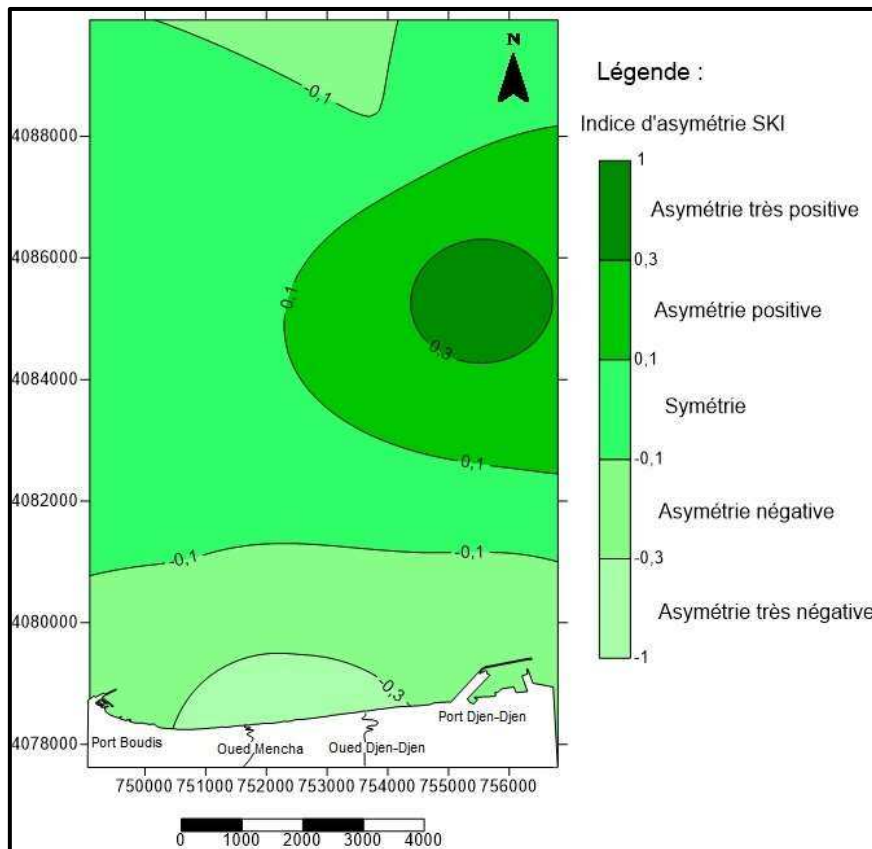 N
Légende :
Indice d'asymétrie SKI
1
Asymétrie très positive
0,3
Asymétrie positive
0,1
Symétrie
-0,1
Asymétrie négative
-0,3
Asymétrie très négative
-1
4088000
4086000
4084000
4082000
4080000
4078000
-0,1
0,1
0,3
0,1
-0,1
-0,1
-0,3
Port Boudis
Oued Mencha
Oued Djen-Djen
Port Djen-Djen
750000 751000 752000 753000 754000 755000 756000
0 1000 2000 3000 4000